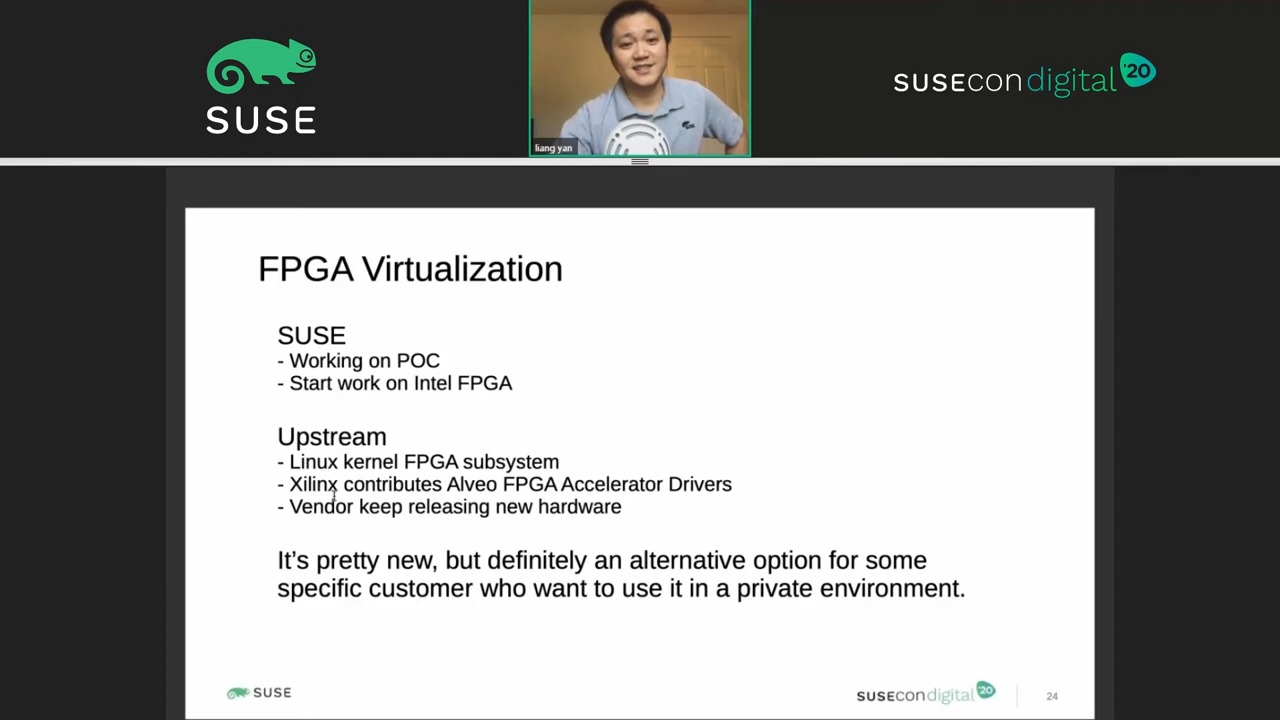 SUSE
liang yan
SUSEcon digital '20
FPGA Virtualization
SUSE
- Working on POC
- Start work on Intel FPGA
Upstream
- Linux kernel FPGA subsystem
- Xilinx contributes Alveo FPGA Accelerator Drivers
- Vendor keep releasing new hardware
It’s pretty new, but definitely an alternative option for some
specific customer who want to use it in a private environment.
SUSE
SUSEcon digital '20
24